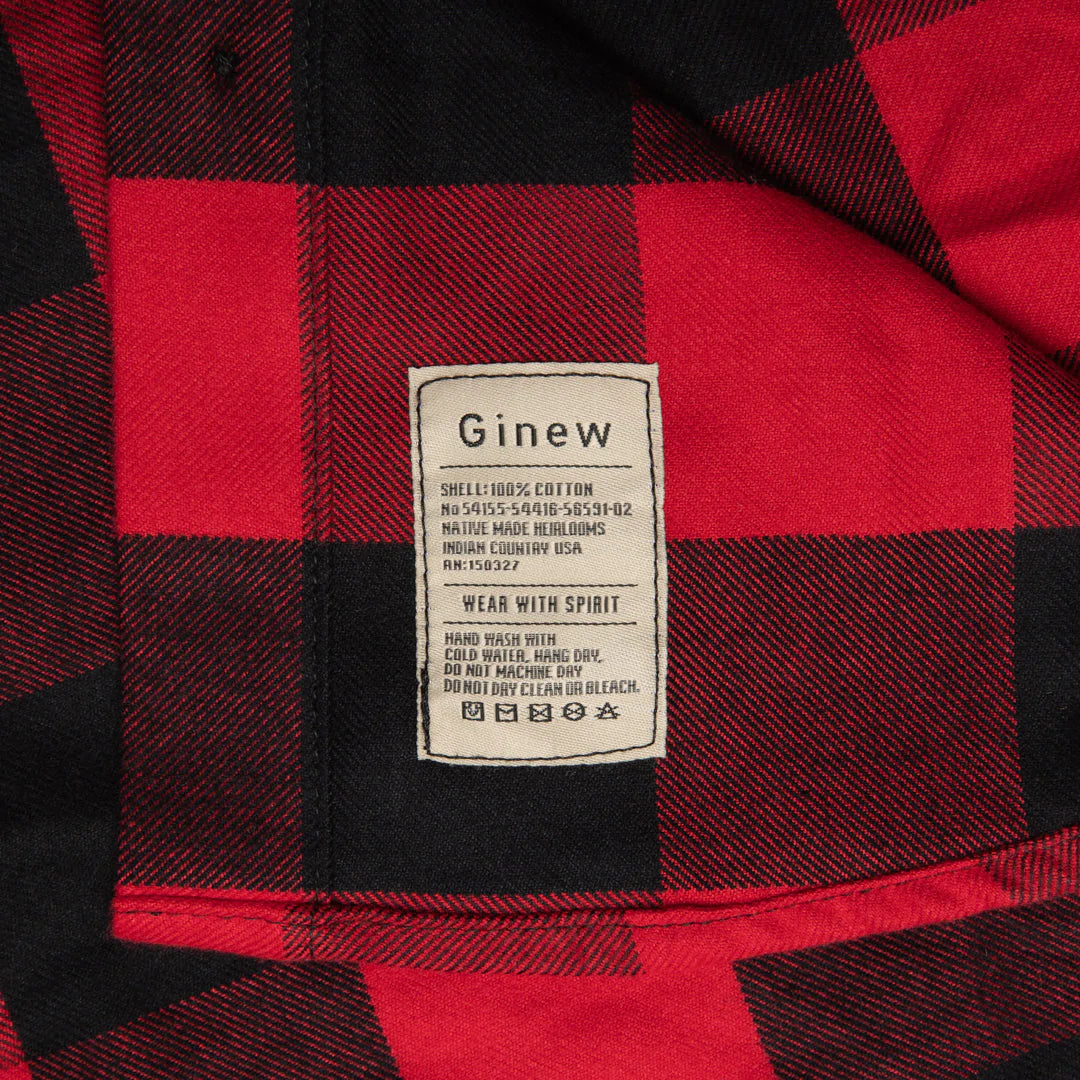 Ginew
SHELL: 100% COTTON
No 54155-54416-56591-02
NATIVE MADE HEIRLOOMS
INDIAN COUNTRY USA
RN: 150327
WEAR WITH SPIRIT
HAND WASH WITH
COLD WATER, HANG DRY,
DO NOT MACHINE DRY
DO NOT DRY CLEAN OR BLEACH.